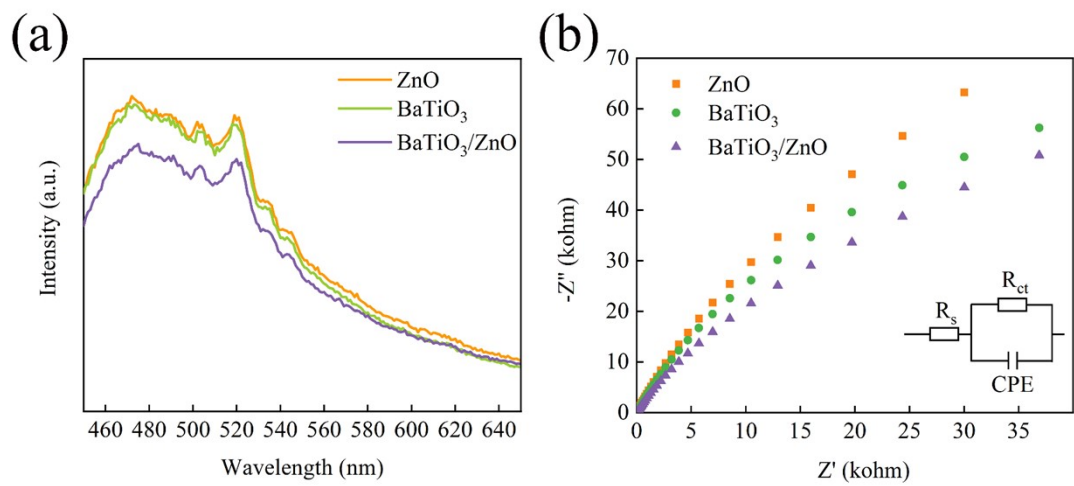 (a)
ZnO
BaTiO₃
BaTiO₃/ZnO
Intensity (a.u.)
460 480 500 520 540 560 580 600 620 640
Wavelength (nm)
(b)
70
60
50
40
30
20
10
0
ZnO
BaTiO₃
BaTiO₃/ZnO
-Z'' (kohm)
Rct
Rs
CPE
0 5 10 15 20 25 30 35
Z' (kohm)